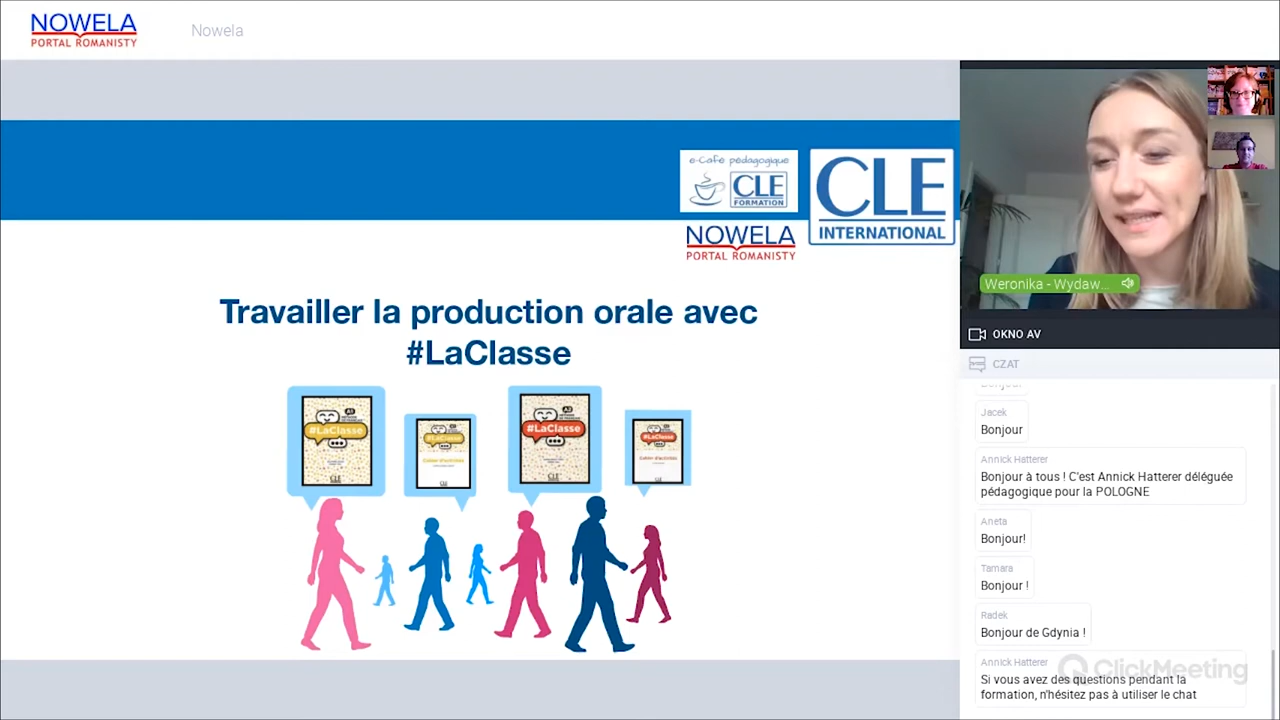 NOWELA
PORTAL ROMANISTY
Nowela
e-Café pédagogique
CLE
FORMATION
CLE
INTERNATIONAL
NOWELA
PORTAL ROMANISTY
Travailler la production orale avec
#LaClasse
#LaClasse
#LaClasse
#LaClasse
#LaClasse
Weronika - Wydaw...
OKNO AV
CZAT
Bonjour
Jacek
Bonjour
Annick Hatterer
Bonjour à tous ! C'est Annick Hatterer déléguée
pédagogique pour la POLOGNE
Aneta
Bonjour!
Tamara
Bonjour !
Radek
Bonjour de Gdynia !
Annick Hatterer
Si vous avez des questions pendant la
formation, n'hésitez pas à utiliser le chat
ClickMeeting